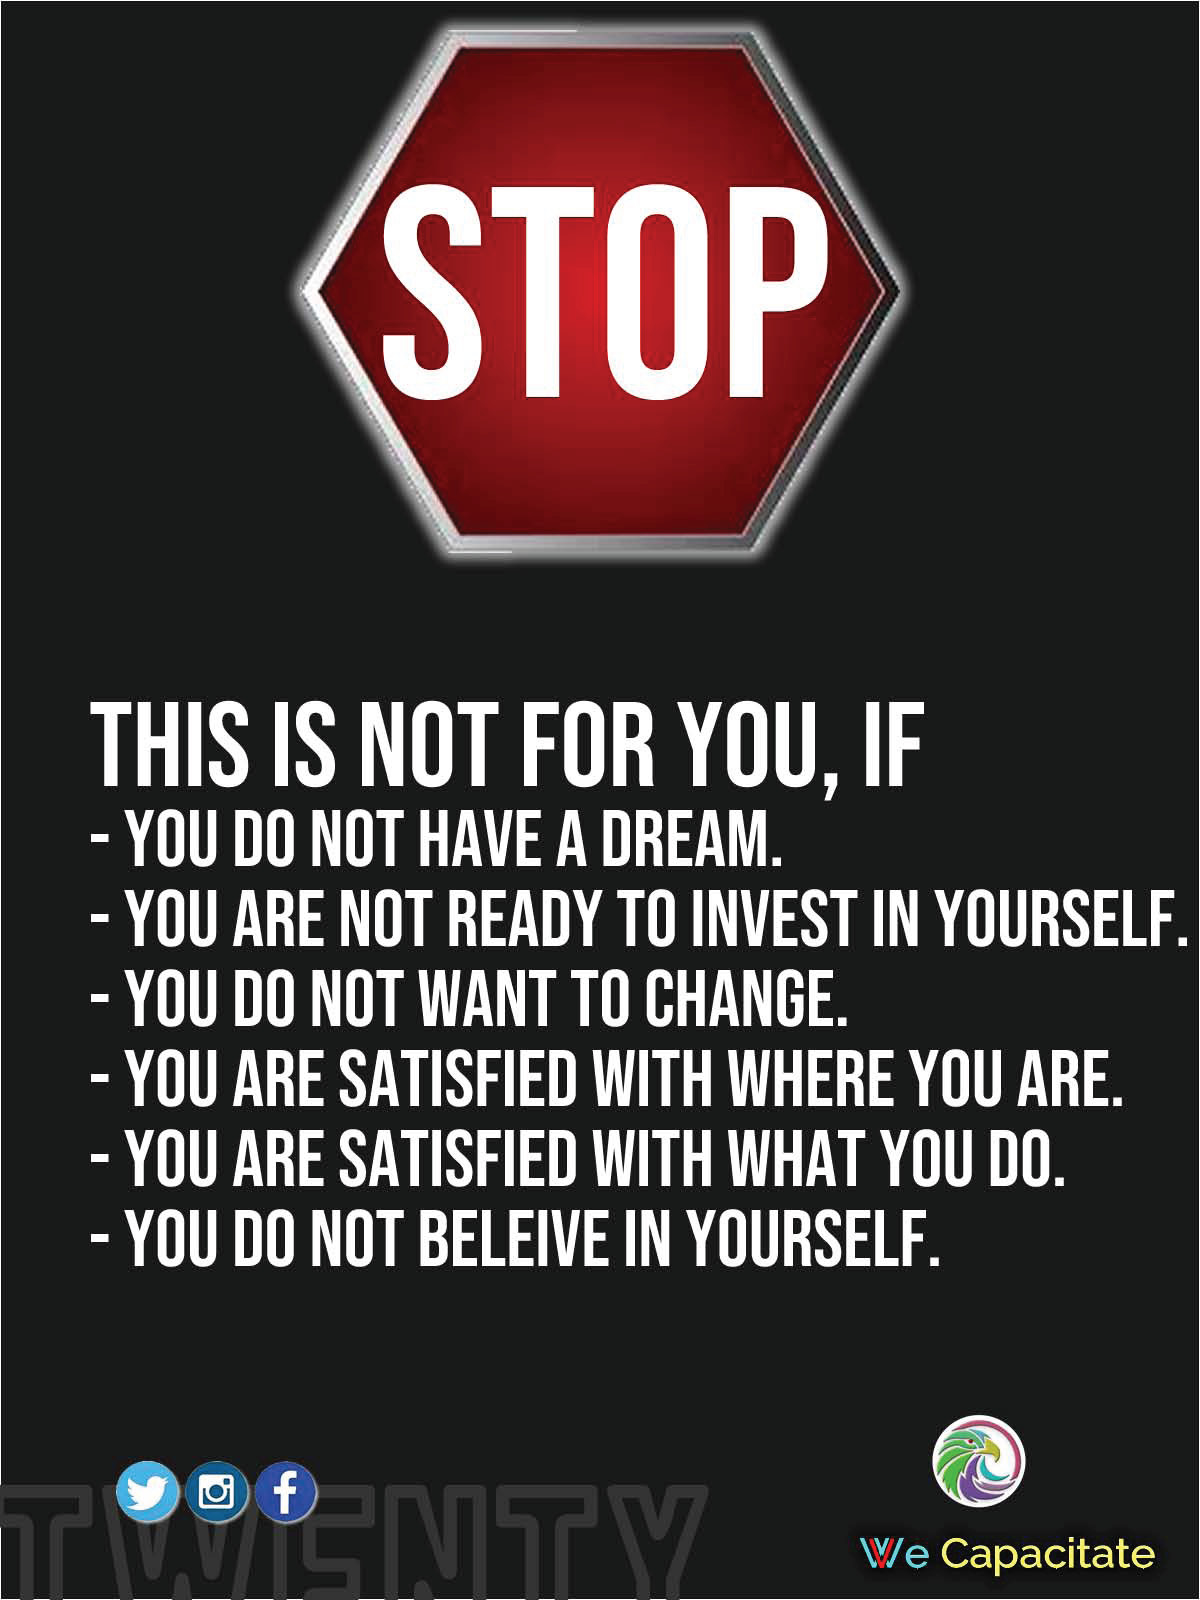 STOP
THIS IS NOT FOR YOU, IF
- YOU DO NOT HAVE A DREAM.
- YOU ARE NOT READY TO INVEST IN YOURSELF.
- YOU DO NOT WANT TO CHANGE.
- YOU ARE SATISFIED WITH WHERE YOU ARE.
- YOU ARE SATISFIED WITH WHAT YOU DO.
- YOU DO NOT BELEIVE IN YOURSELF.
TWENTY
We Capacitate